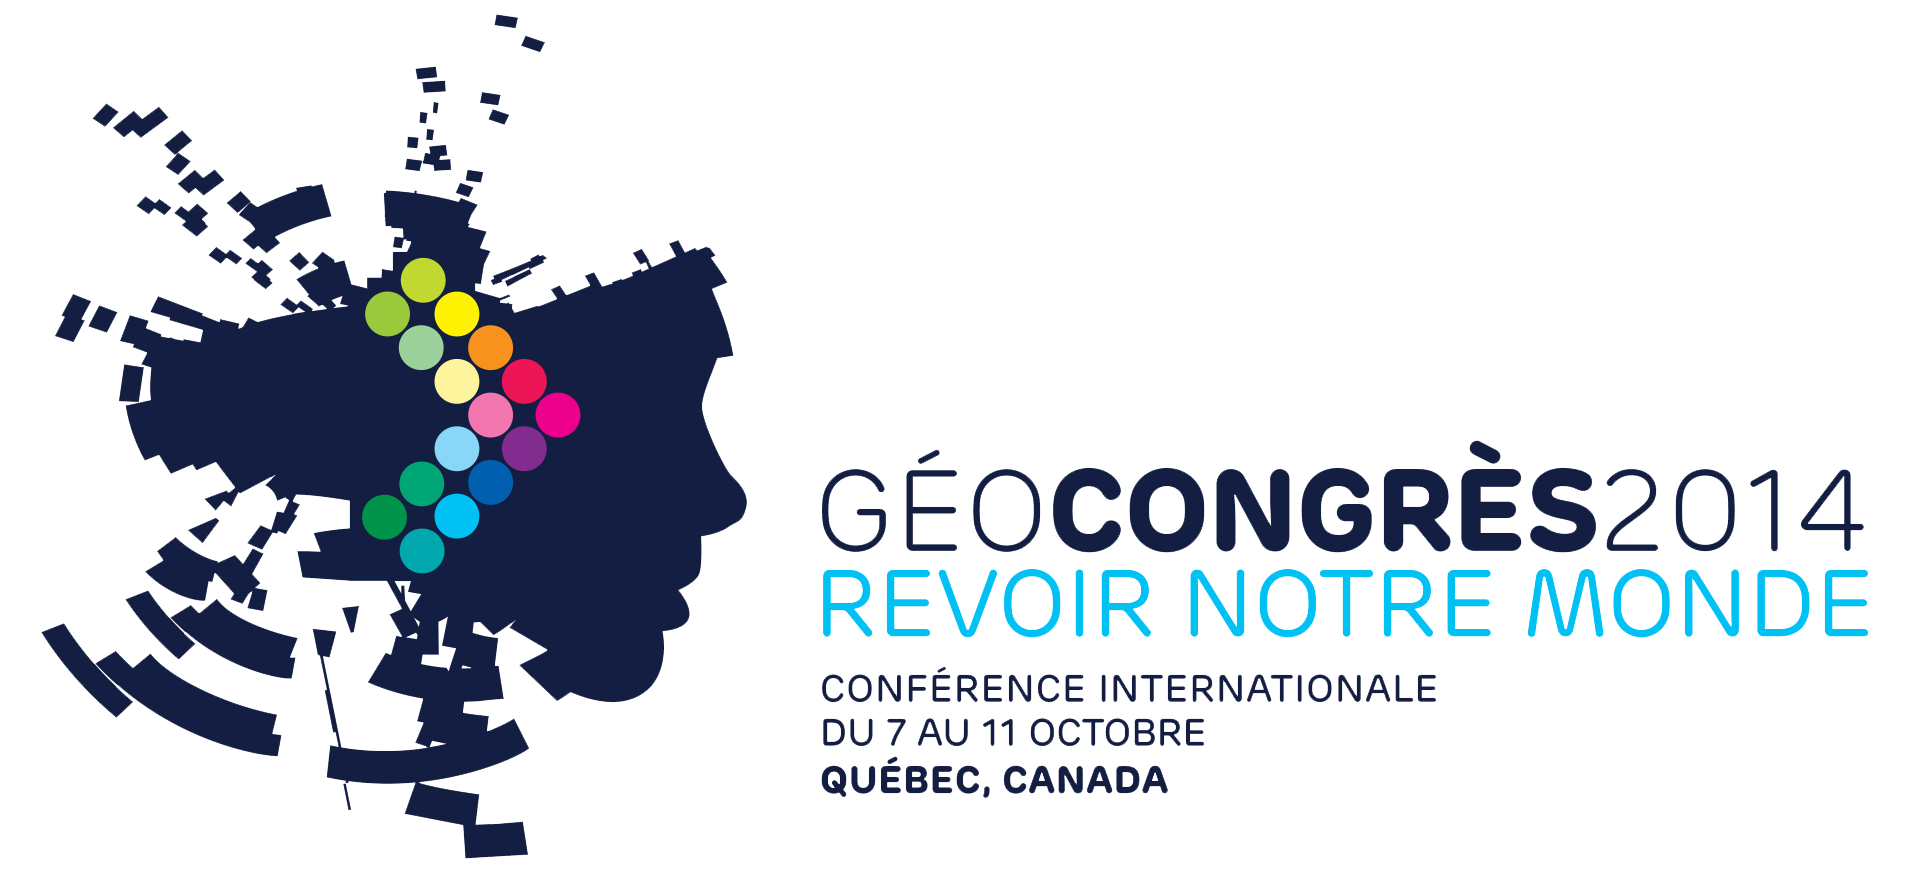 GÉOCONGRÈS2014
REVOIR NOTRE MONDE
CONFÉRENCE INTERNATIONALE
DU 7 AU 11 OCTOBRE
QUÉBEC, CANADA